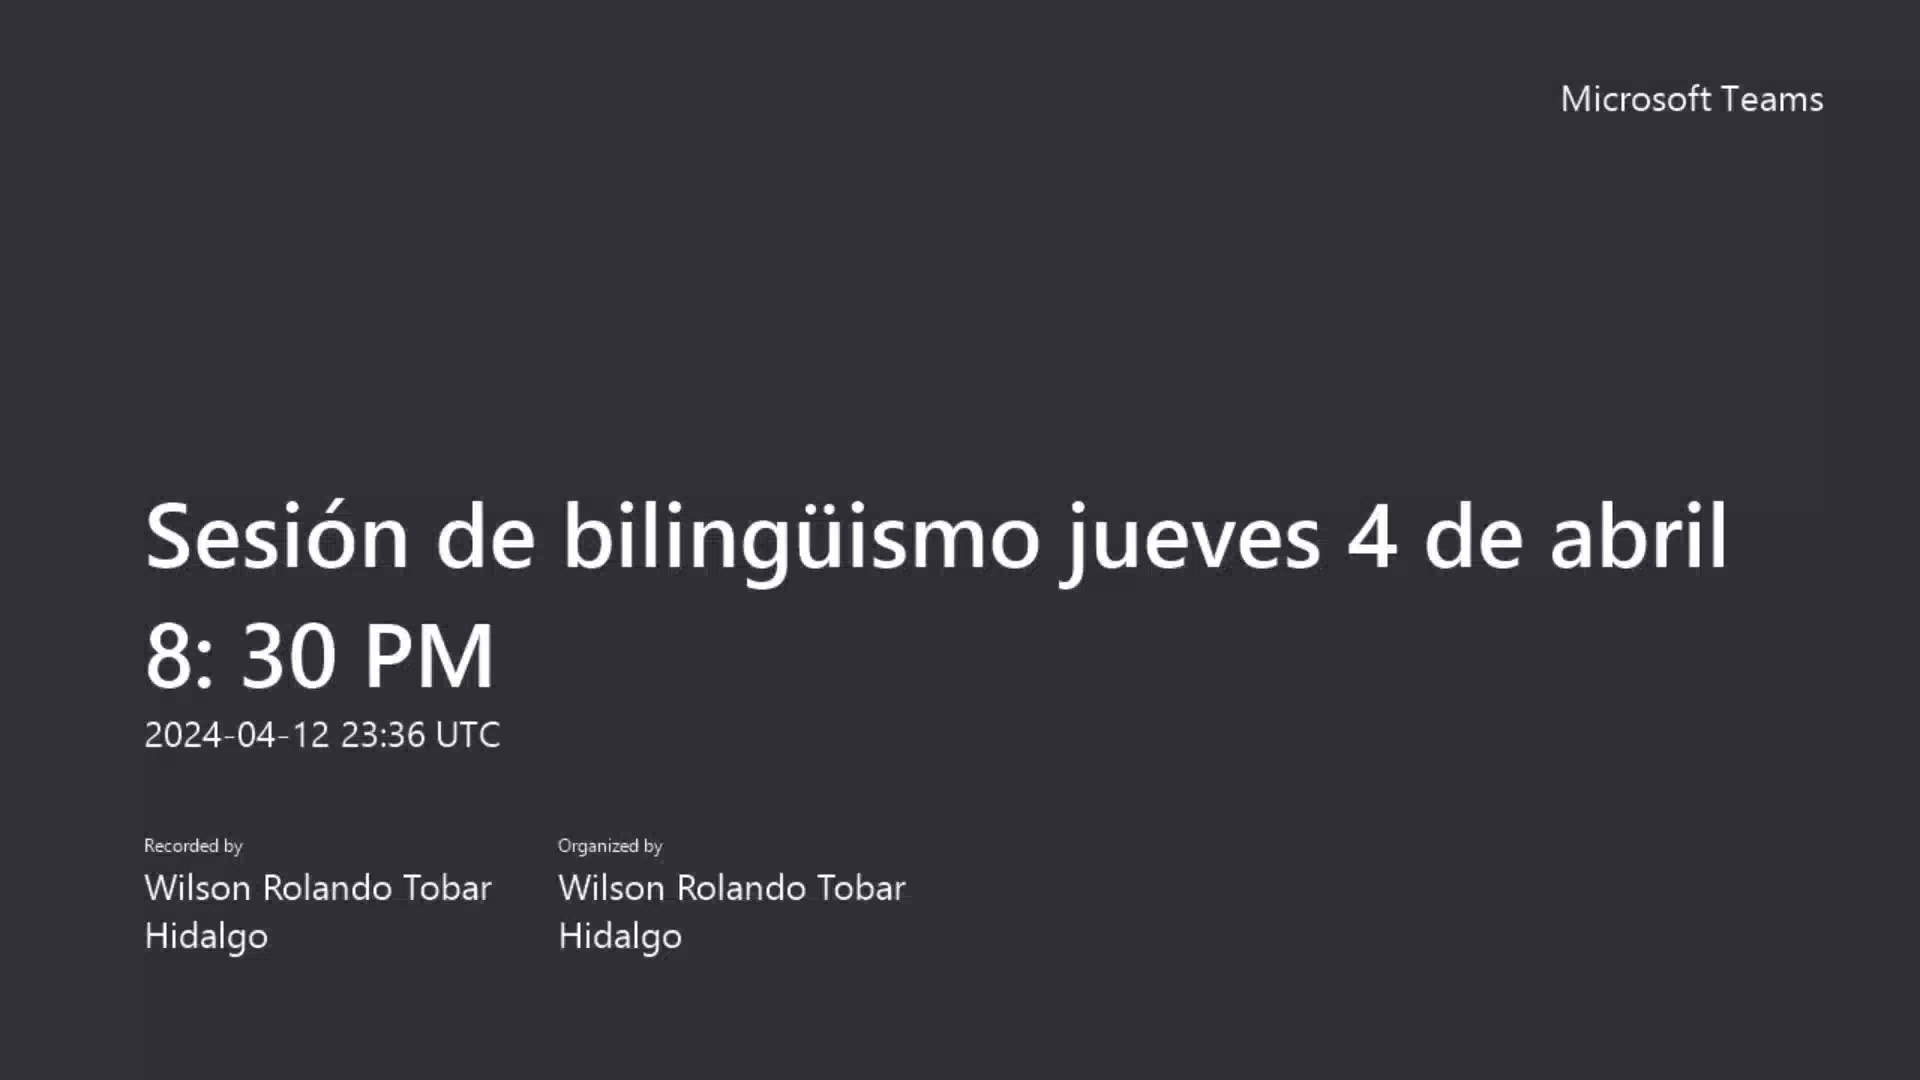 Microsoft Teams
Sesión de bilingüismo jueves 4 de abril
8: 30 PM
2024-04-12 23:36 UTC
Recorded by
Wilson Rolando Tobar
Hidalgo
Organized by
Wilson Rolando Tobar
Hidalgo